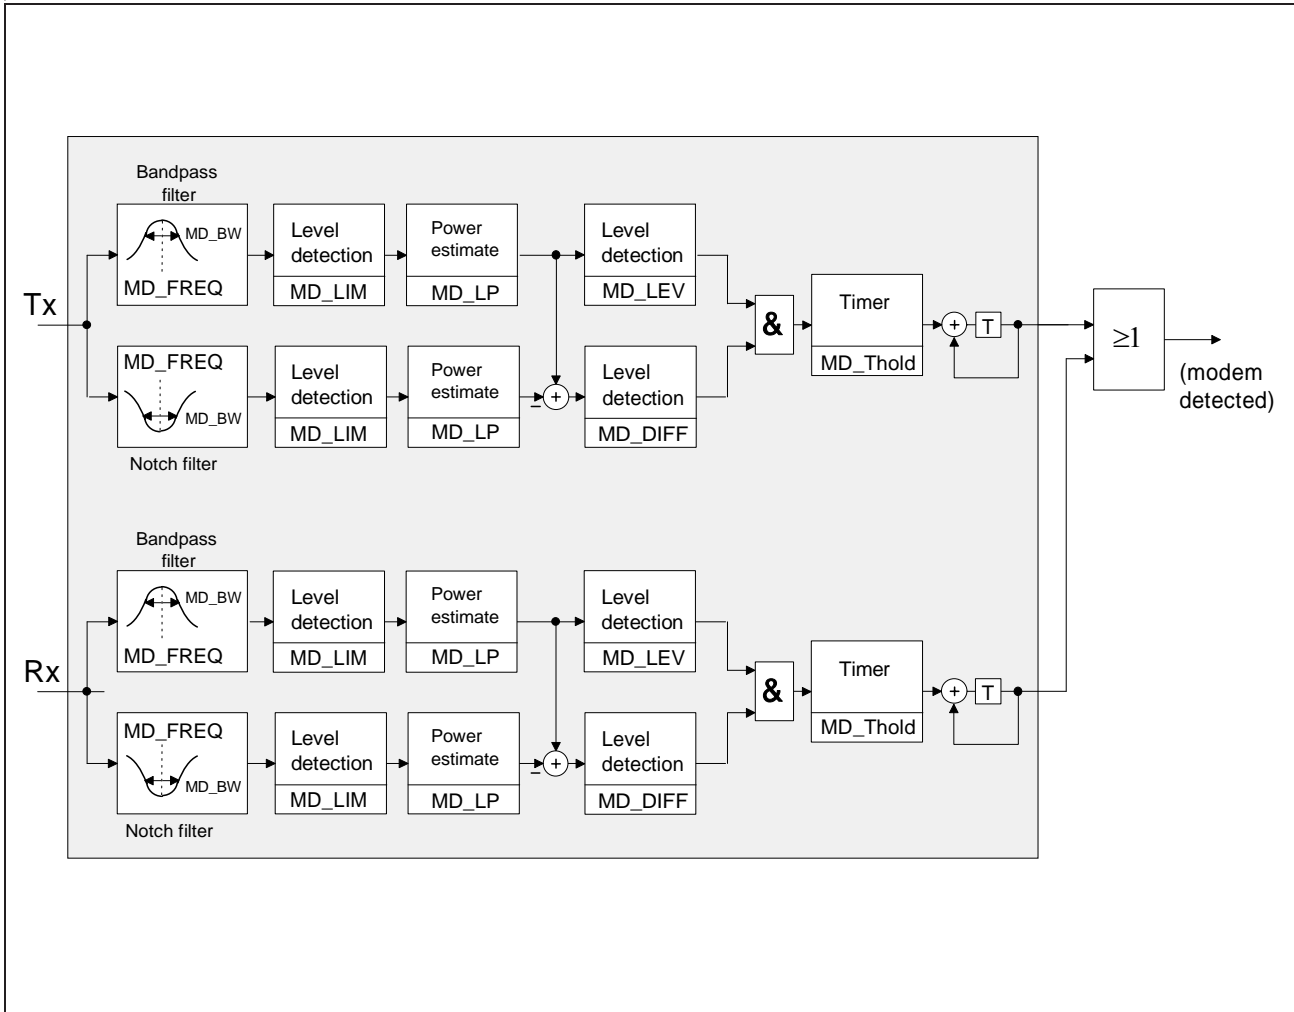 Bandpass
filter
MD_BW
MD_FREQ
Level
detection
MD_LIM
Power
estimate
MD_LP
Level
detection
MD_LEV
Tx
MD_FREQ
MD_BW
Notch filter
Level
detection
MD_LIM
Power
estimate
MD_LP
–
+
Level
detection
MD_DIFF
&
Timer
MD_Thold
+
T
≥1
(modem
detected)
Bandpass
filter
MD_BW
MD_FREQ
Level
detection
MD_LIM
Power
estimate
MD_LP
Level
detection
MD_LEV
Rx
MD_FREQ
MD_BW
Notch filter
Level
detection
MD_LIM
Power
estimate
MD_LP
–
+
Level
detection
MD_DIFF
&
Timer
MD_Thold
+
T